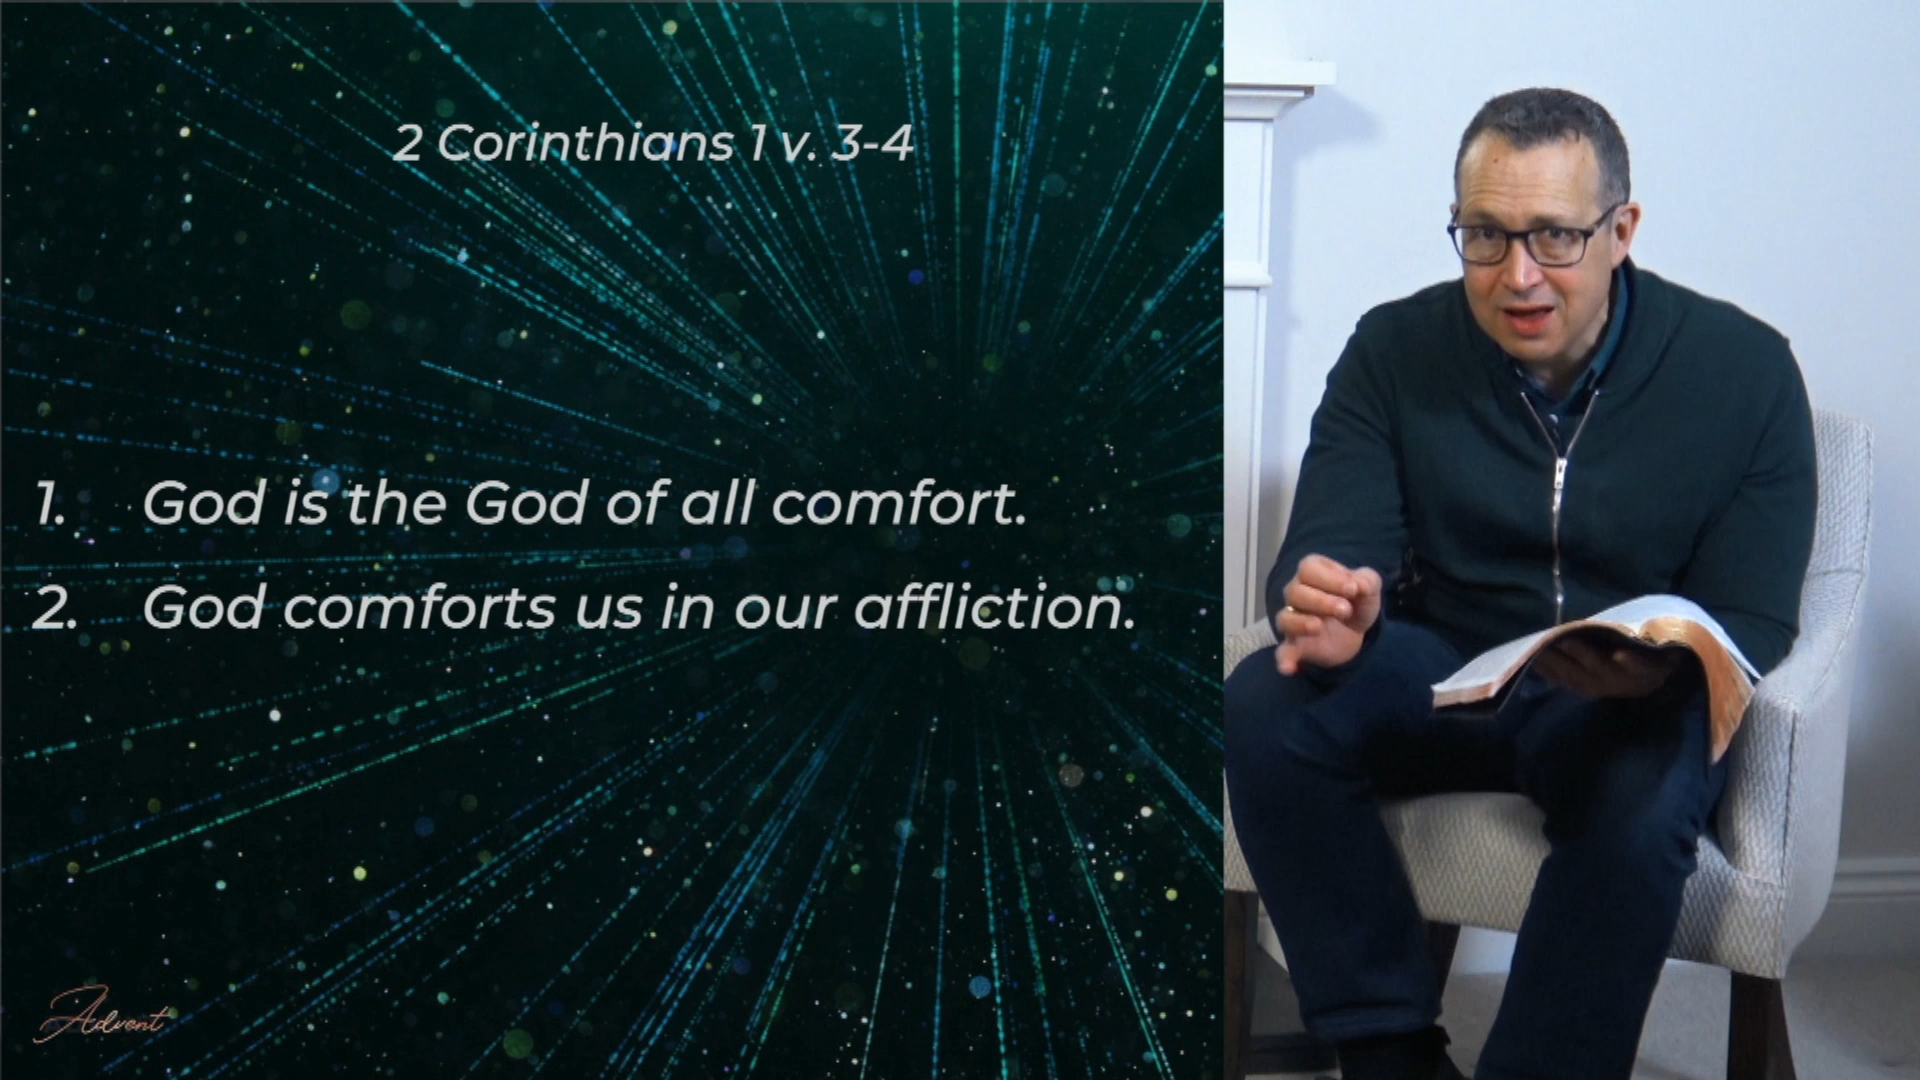 2 Corinthians 1 v. 3-4
1. God is the God of all comfort.
2. God comforts us in our affliction.
Advent